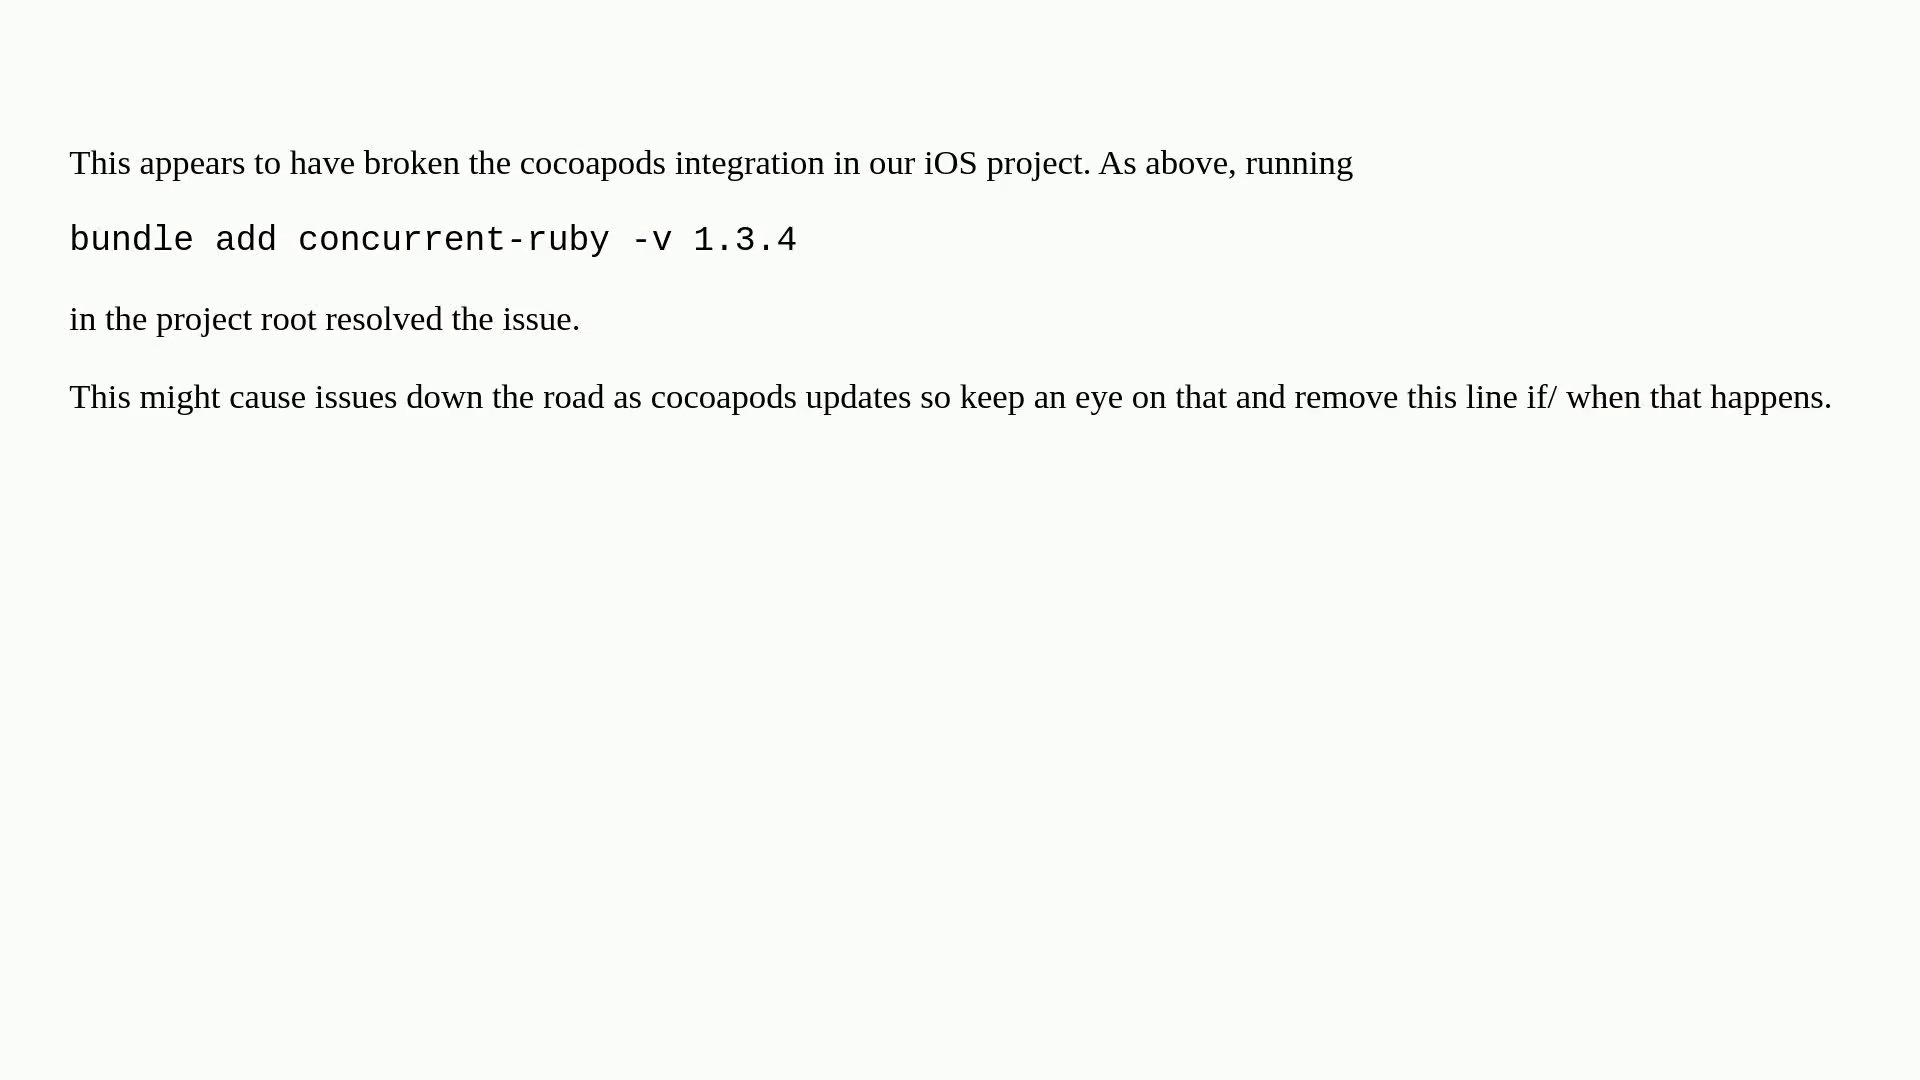 This appears to have broken the cocoapods integration in our iOS project. As above, running
bundle add concurrent-ruby -v 1.3.4
in the project root resolved the issue.
This might cause issues down the road as cocoapods updates so keep an eye on that and remove this line if/ when that happens.